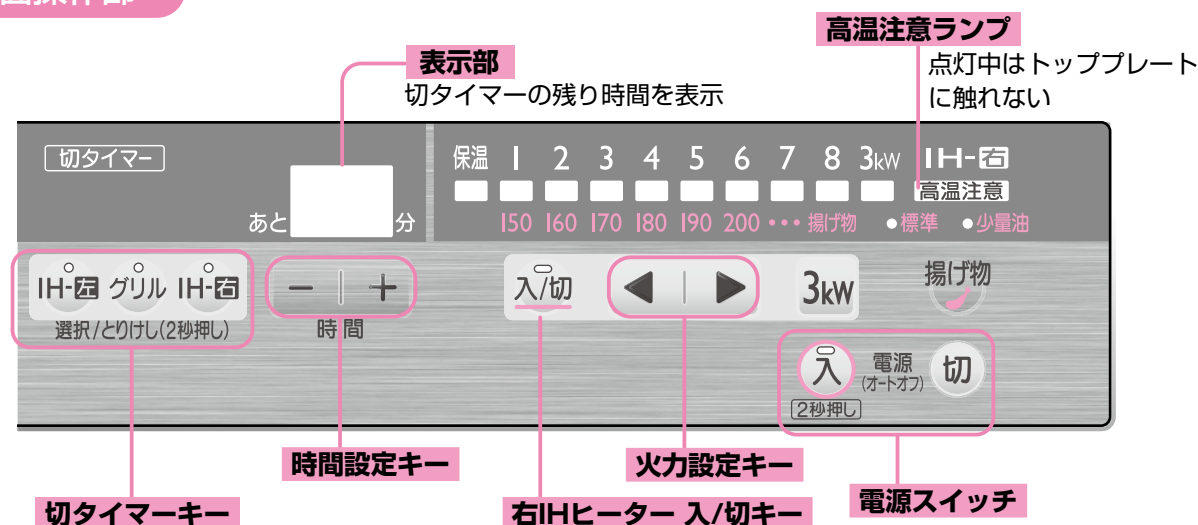 高温注意ランプ
点灯中はトッププレート
に触れない
表示部
切タイマーの残り時間を表示
切タイマー
あと 分
保温 1 2 3 4 5 6 7 8 3kW IH-右
高温注意
150 160 170 180 190 200 ••• 揚げ物 ●標準 ●少量油
IH-左 グリル IH-右
選択/とりけし(2秒押し)
− +
時間
入/切 ◀ ▶ 3kW
揚げ物
入 電源 切
(オートオフ)
2秒押し
時間設定キー
火力設定キー
電源スイッチ
切タイマーキー
右IHヒーター 入/切キー